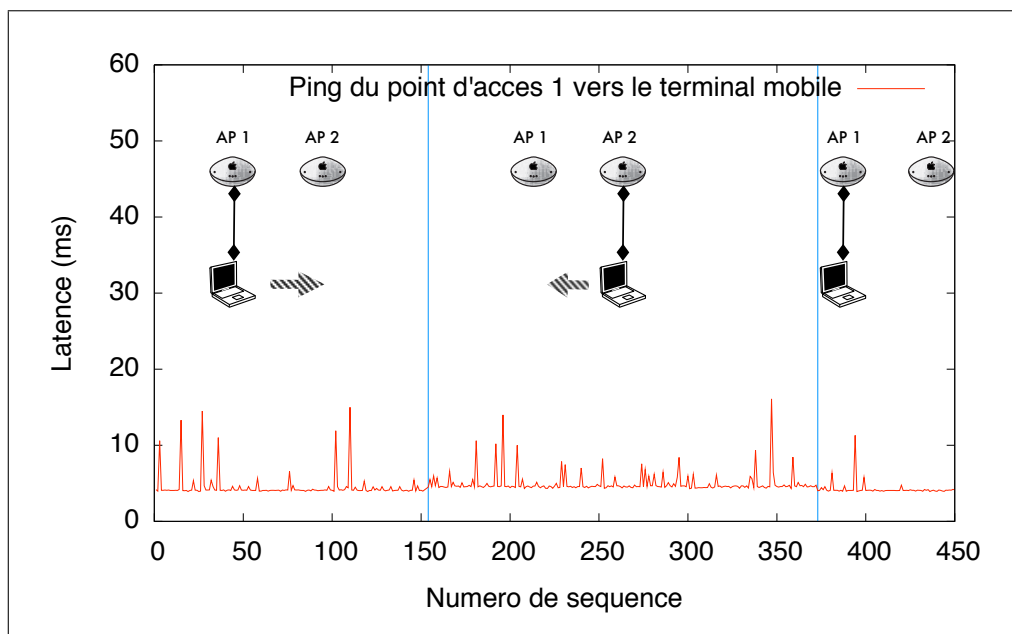 60
Ping du point d'acces 1 vers le terminal mobile
50
AP 1 AP 2 AP 1 AP 2 AP 1 AP 2
40
30
20
10
0
0 50 100 150 200 250 300 350 400 450
Latence (ms)
Numero de sequence